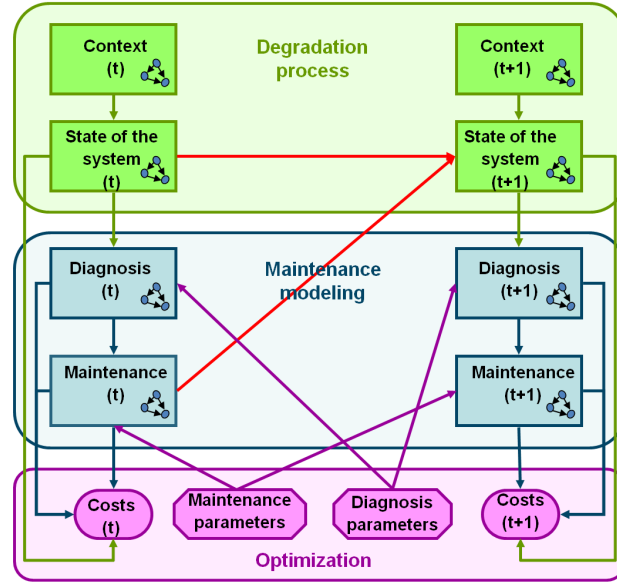 Context
(t)
Degradation
process
Context
(t+1)
State of the
system
(t)
State of the
system
(t+1)
Diagnosis
(t)
Maintenance
modeling
Diagnosis
(t+1)
Maintenance
(t)
Maintenance
(t+1)
Costs
(t)
Maintenance
parameters
Diagnosis
parameters
Costs
(t+1)
Optimization